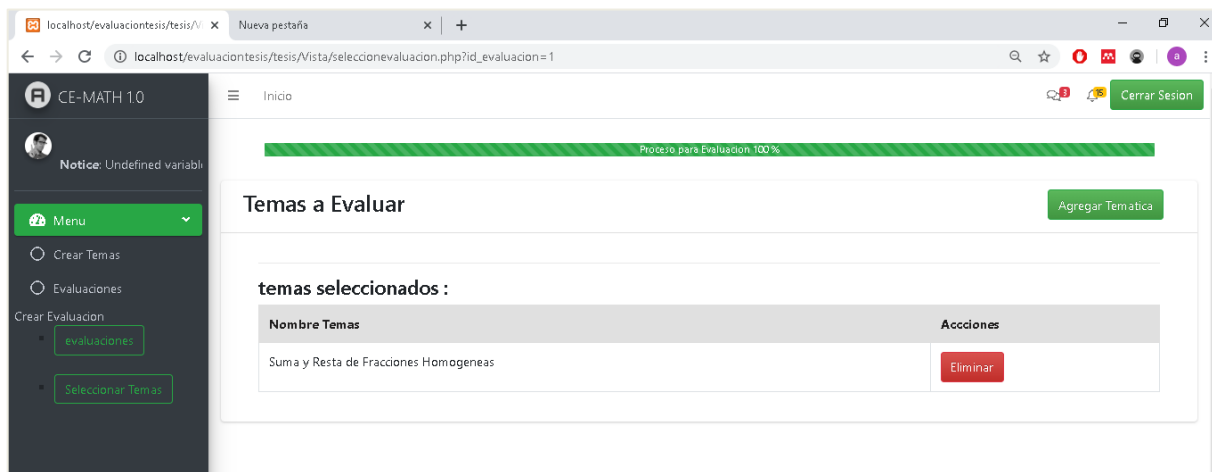 localhost/evaluaciontesis/tesis/V
Nueva pestaña
localhost/evaluaciontesis/tesis/Vista/seleccionevaluacion.php?id_evaluacion=1
a
CE-MATH 1.0
Inicio
3
15
Cerrar Sesion
Notice: Undefined variabl
Proceso para Evaluacion 100 %
Temas a Evaluar
Agregar Tematica
Menu
Crear Temas
Evaluaciones
Crear Evaluacion
evaluaciones
Seleccionar Temas
temas seleccionados :
Nombre Temas
Accciones
Suma y Resta de Fracciones Homogeneas
Eliminar